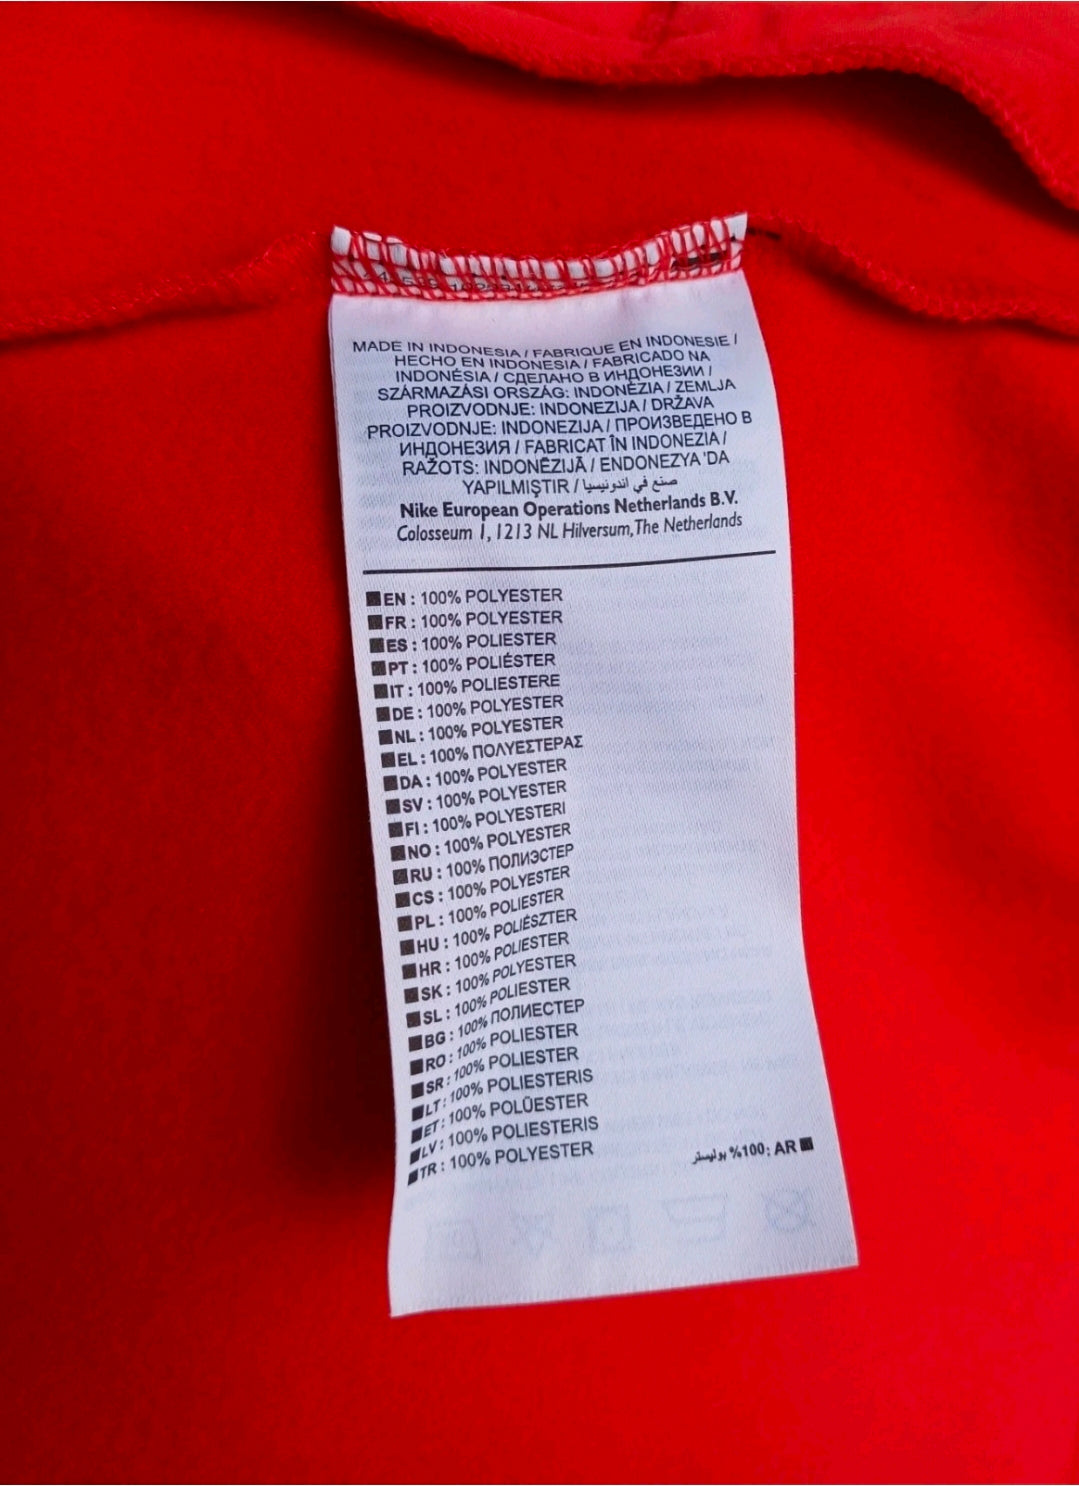 MADE IN INDONESIA / FABRIQUE EN INDONESIE /
HECHO EN INDONESIA / FABRICADO NA
INDONÉSIA / СДЕЛАНО В ИНДОНЕЗИИ /
SZÁRMAZÁSI ORSZÁG: INDONÉZIA / ZEMLJA
PROIZVODNJE: INDONEZIJA / DRŽAVA
PROIZVODNJE: INDONEZIJA / ПРОИЗВЕДЕНО В
ИНДОНЕЗИЯ / FABRICAT ÎN INDONEZIA /
RAŽOTS: INDONĒZIJĀ / ENDONEZYA 'DA
YAPILMIŞTIR / صنع في اندونيسيا
Nike European Operations Netherlands B.V.
Colosseum 1, 1213 NL Hilversum, The Netherlands
EN : 100% POLYESTER
FR : 100% POLYESTER
ES : 100% POLIESTER
PT : 100% POLIÉSTER
IT : 100% POLIESTERE
DE : 100% POLYESTER
NL : 100% POLYESTER
EL : 100% ΠΟΛΥΕΣΤΕΡΑΣ
DA : 100% POLYESTER
SV : 100% POLYESTER
FI : 100% POLYESTERI
NO : 100% POLYESTER
RU : 100% ПОЛИЭСТЕР
CS : 100% POLYESTER
PL : 100% POLIESTER
HU : 100% POLIÉSZTER
HR : 100% POLIESTER
SK : 100% POLYESTER
SL : 100% POLIESTER
BG : 100% ПОЛИЕСТЕР
RO : 100% POLIESTER
SR : 100% POLIESTER
LT : 100% POLIESTERIS
ET : 100% POLÜESTER
LV : 100% POLIESTERIS
TR : 100% POLYESTER
AR :100% بوليستر